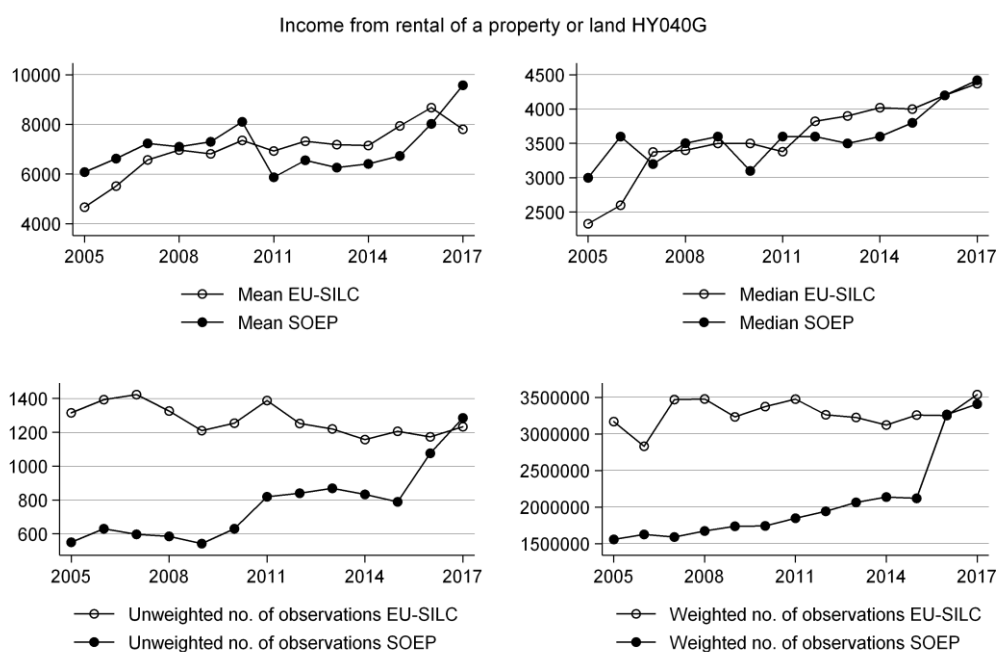 Income from rental of a property or land HY040G
10000
8000
6000
4000
2005 2008 2011 2014 2017
Mean EU-SILC
Mean SOEP
4500
4000
3500
3000
2500
2005 2008 2011 2014 2017
Median EU-SILC
Median SOEP
1400
1200
1000
800
600
2005 2008 2011 2014 2017
Unweighted no. of observations EU-SILC
Unweighted no. of observations SOEP
3500000
3000000
2500000
2000000
1500000
2005 2008 2011 2014 2017
Weighted no. of observations EU-SILC
Weighted no. of observations SOEP